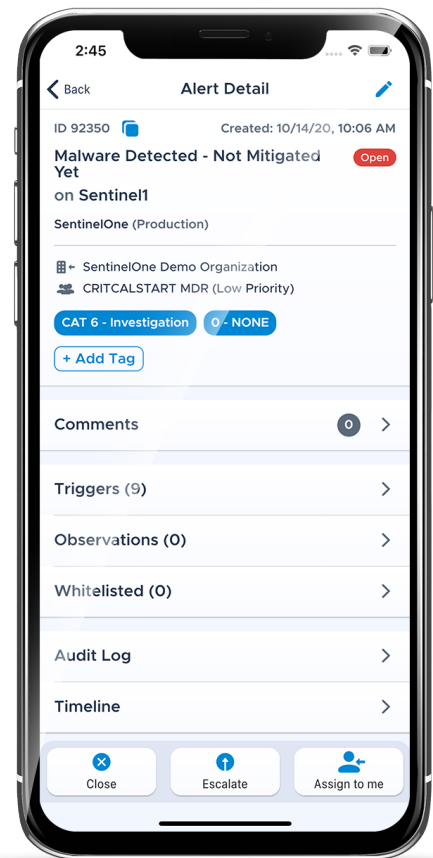 2:45
Back
Alert Detail
ID 92350
Created: 10/14/20, 10:06 AM
Malware Detected - Not Mitigated
Yet
Open
on Sentinel1
SentinelOne (Production)
SentinelOne Demo Organization
CRITCALSTART MDR (Low Priority)
CAT 6 - Investigation
0 - NONE
+ Add Tag
Comments
0
Triggers (9)
Observations (0)
Whitelisted (0)
Audit Log
Timeline
Close
Escalate
Assign to me